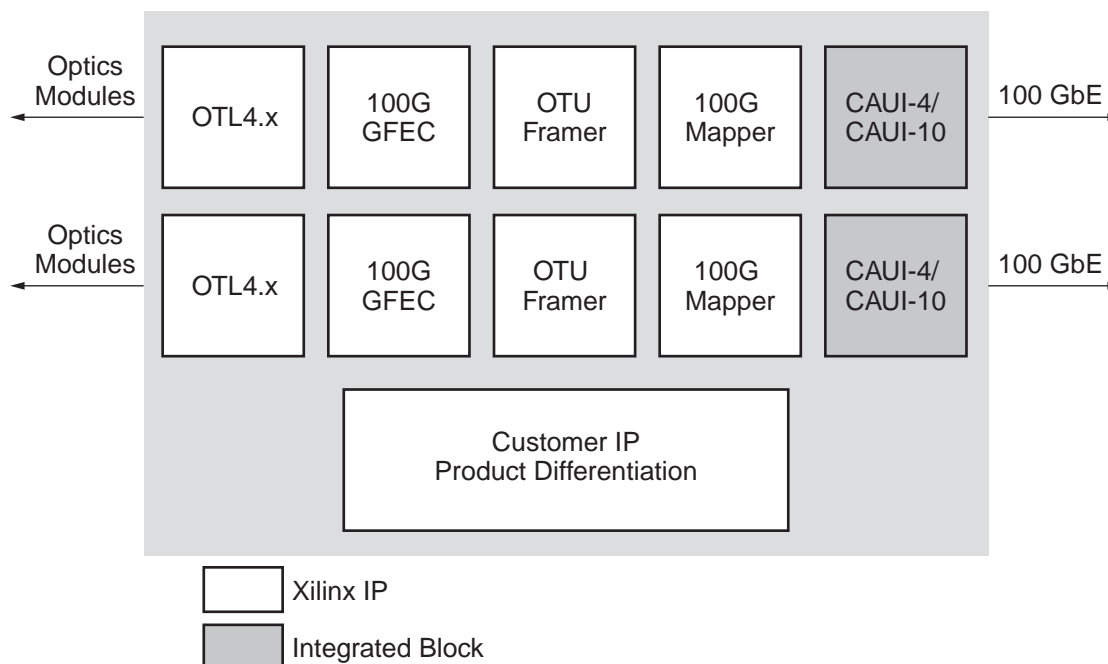 Optics
Modules
OTL4.x
100G
GFEC
OTU
Framer
100G
Mapper
CAUI-4/
CAUI-10
100 GbE
Optics
Modules
OTL4.x
100G
GFEC
OTU
Framer
100G
Mapper
CAUI-4/
CAUI-10
100 GbE
Customer IP
Product Differentiation
Xilinx IP
Integrated Block